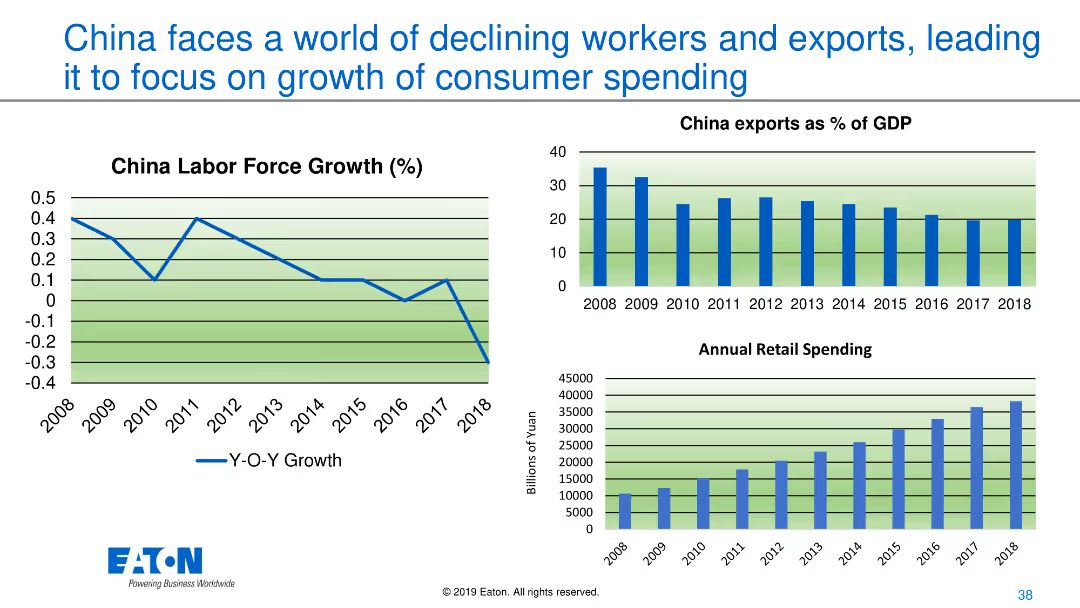 China faces a world of declining workers and exports, leading
it to focus on growth of consumer spending
China Labor Force Growth (%)
0.5
0.4
0.3
0.2
0.1
0
-0.1
-0.2
-0.3
-0.4
2008 2009 2010 2011 2012 2013 2014 2015 2016 2017 2018
Y-O-Y Growth
China exports as % of GDP
40
30
20
10
0
2008 2009 2010 2011 2012 2013 2014 2015 2016 2017 2018
Annual Retail Spending
Billions of Yuan
45000
40000
35000
30000
25000
20000
15000
10000
5000
0
2008 2009 2010 2011 2012 2013 2014 2015 2016 2017 2018
EATON
Powering Business Worldwide
© 2019 Eaton. All rights reserved.
38